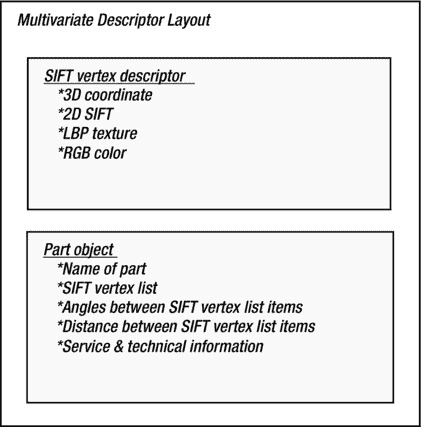 Multivariate Descriptor Layout
SIFT vertex descriptor
*3D coordinate
*2D SIFT
*LBP texture
*RGB color
Part object
*Name of part
*SIFT vertex list
*Angles between SIFT vertex list items
*Distance between SIFT vertex list items
*Service & technical information